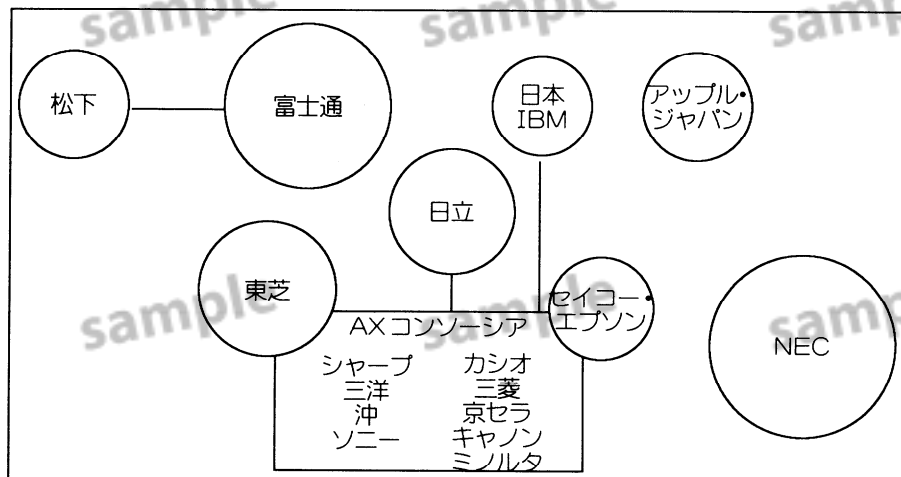 sample
sample
sample
松下
富士通
日本
IBM
アップル・
ジャパン
日立
東芝
セイコー・
エプソン
NEC
sample
sample
sample
AXコンソーシア
シャープ
三洋
沖
ソニー
カシオ
三菱
京セラ
キャノン
ミノルタ